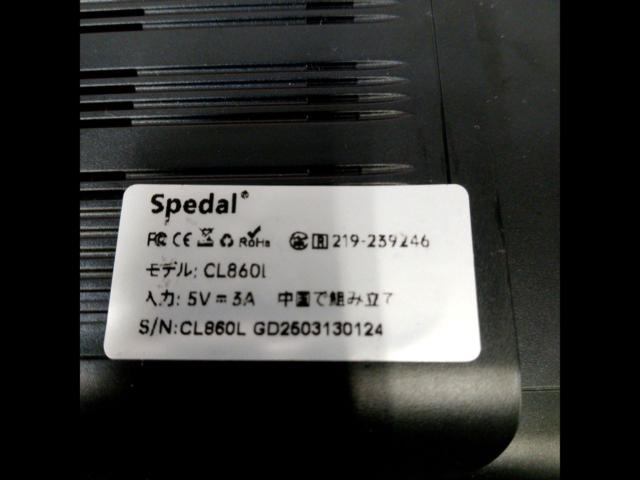 Spedal®
FC CE RoHS R 219-239246
モデル: CL860L
入力: 5V = 3A 中国で組み立て
S/N:CL860L GD2503130124